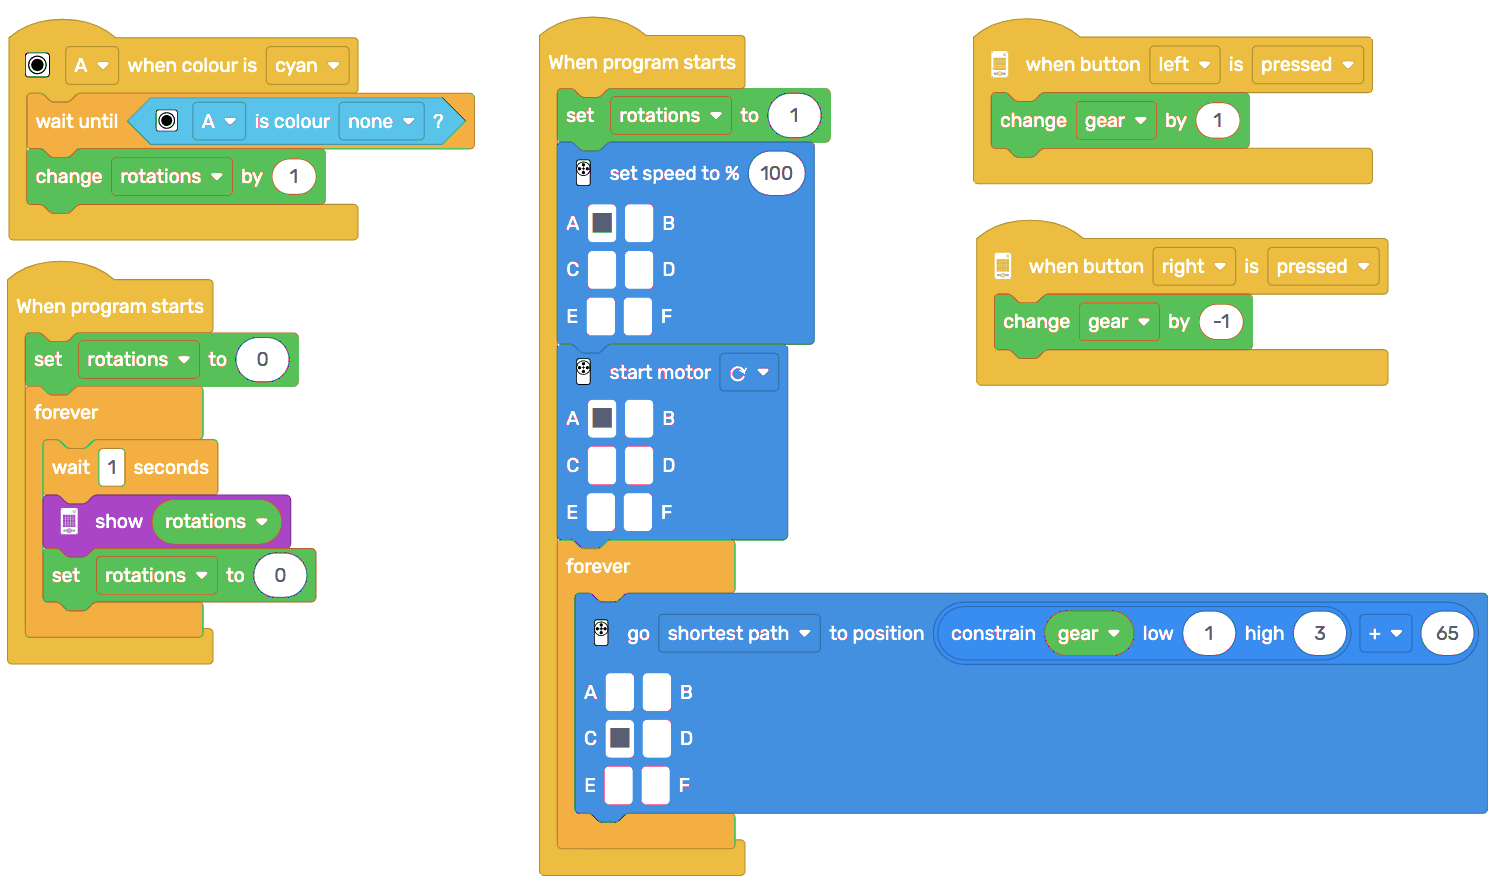 A when colour is cyan
wait until A is colour none ?
change rotations by 1
When program starts
set rotations to 0
forever
wait 1 seconds
show rotations
set rotations to 0
When program starts
set rotations to 1
set speed to % 100
A B
C D
E F
start motor
A B
C D
E F
forever
go shortest path to position constrain gear low 1 high 3 + 65
A B
C D
E F
when button left is pressed
change gear by 1
when button right is pressed
change gear by -1